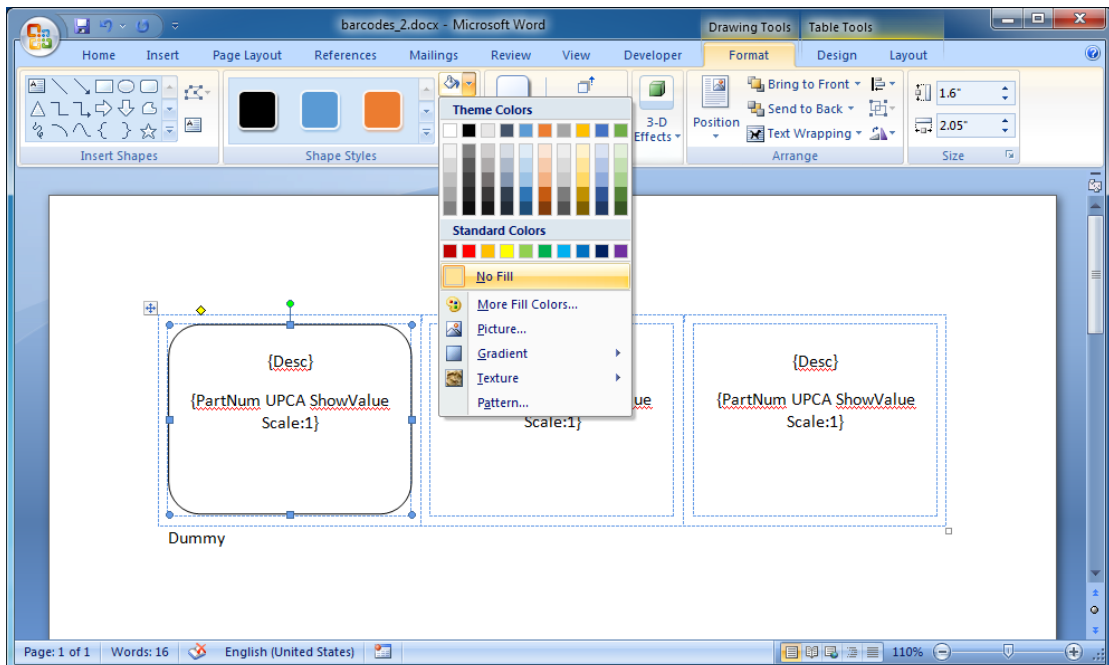 barcodes_2.docx - Microsoft Word
Drawing Tools
Table Tools
Home Insert Page Layout References Mailings Review View Developer Format Design Layout
Insert Shapes
Shape Styles
3-D
Effects
Position
Bring to Front
Send to Back
Text Wrapping
Arrange
1.6"
2.05"
Size
Theme Colors
Standard Colors
No Fill
More Fill Colors...
Picture...
Gradient
Texture
Pattern...
{Desc}
{PartNum UPCA ShowValue
Scale:1}
ue
Scale:1}
{Desc}
{PartNum UPCA ShowValue
Scale:1}
Dummy
Page: 1 of 1 Words: 16 English (United States) 110%